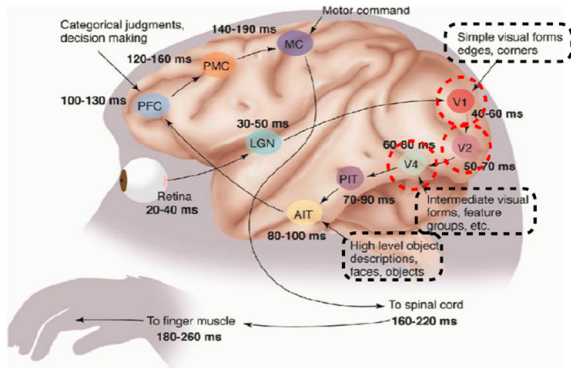 Categorical judgments,
decision making
Motor command
140-190 ms
MC
120-160 ms
PMC
Simple visual forms
edges, corners
100-130 ms
PFC
30-50 ms
LGN
V1
40-60 ms
60-80 ms
V2
50-70 ms
V4
PIT
70-90 ms
Retina
20-40 ms
AIT
80-100 ms
Intermediate visual
forms, feature
groups, etc.
High level object
descriptions,
faces, objects
To spinal cord
160-220 ms
To finger muscle
180-260 ms